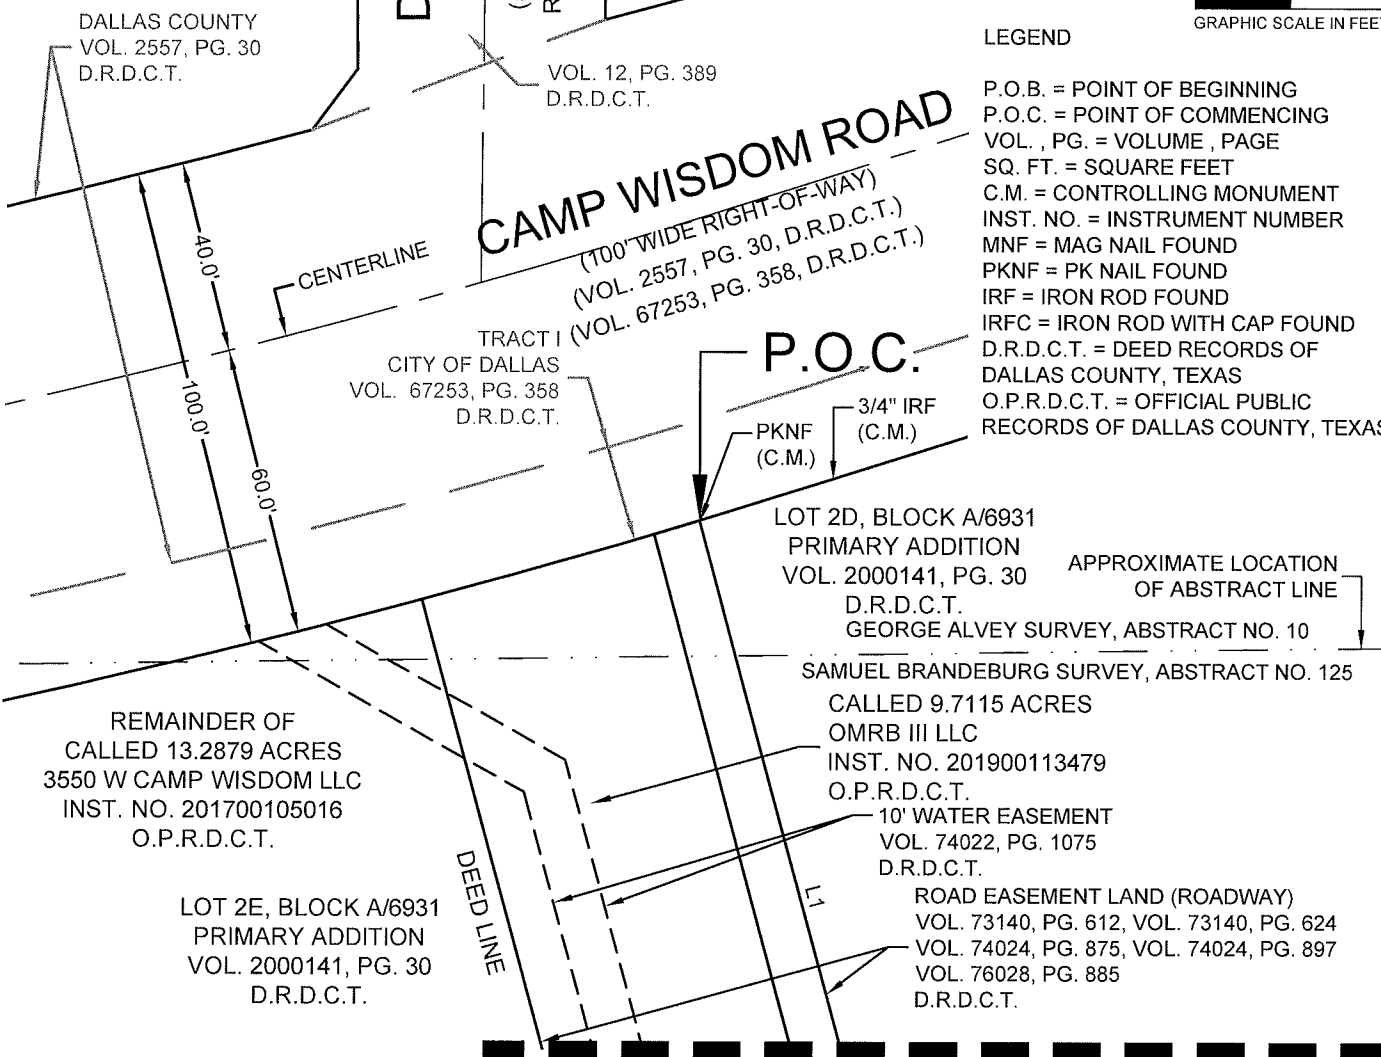 DALLAS COUNTY
VOL. 2557, PG. 30
D.R.D.C.T.
VOL. 12, PG. 389
D.R.D.C.T.
GRAPHIC SCALE IN FEET
LEGEND
P.O.B. = POINT OF BEGINNING
P.O.C. = POINT OF COMMENCING
VOL. , PG. = VOLUME , PAGE
SQ. FT. = SQUARE FEET
C.M. = CONTROLLING MONUMENT
INST. NO. = INSTRUMENT NUMBER
MNF = MAG NAIL FOUND
PKNF = PK NAIL FOUND
IRF = IRON ROD FOUND
IRFC = IRON ROD WITH CAP FOUND
D.R.D.C.T. = DEED RECORDS OF
DALLAS COUNTY, TEXAS
O.P.R.D.C.T. = OFFICIAL PUBLIC
RECORDS OF DALLAS COUNTY, TEXAS
CAMP WISDOM ROAD
(100' WIDE RIGHT-OF-WAY)
(VOL. 2557, PG. 30, D.R.D.C.T.)
(VOL. 67253, PG. 358, D.R.D.C.T.)
40.0'
CENTERLINE
100.0'
60.0'
TRACT I
CITY OF DALLAS
VOL. 67253, PG. 358
D.R.D.C.T.
P.O.C.
PKNF
(C.M.)
3/4" IRF
(C.M.)
LOT 2D, BLOCK A/6931
PRIMARY ADDITION
VOL. 2000141, PG. 30
D.R.D.C.T.
APPROXIMATE LOCATION
OF ABSTRACT LINE
GEORGE ALVEY SURVEY, ABSTRACT NO. 10
SAMUEL BRANDEBURG SURVEY, ABSTRACT NO. 125
CALLED 9.7115 ACRES
OMRB III LLC
INST. NO. 201900113479
O.P.R.D.C.T.
REMAINDER OF
CALLED 13.2879 ACRES
3550 W CAMP WISDOM LLC
INST. NO. 201700105016
O.P.R.D.C.T.
10' WATER EASEMENT
VOL. 74022, PG. 1075
D.R.D.C.T.
DEED LINE
L1
LOT 2E, BLOCK A/6931
PRIMARY ADDITION
VOL. 2000141, PG. 30
D.R.D.C.T.
ROAD EASEMENT LAND (ROADWAY)
VOL. 73140, PG. 612, VOL. 73140, PG. 624
VOL. 74024, PG. 875, VOL. 74024, PG. 897
VOL. 76028, PG. 885
D.R.D.C.T.